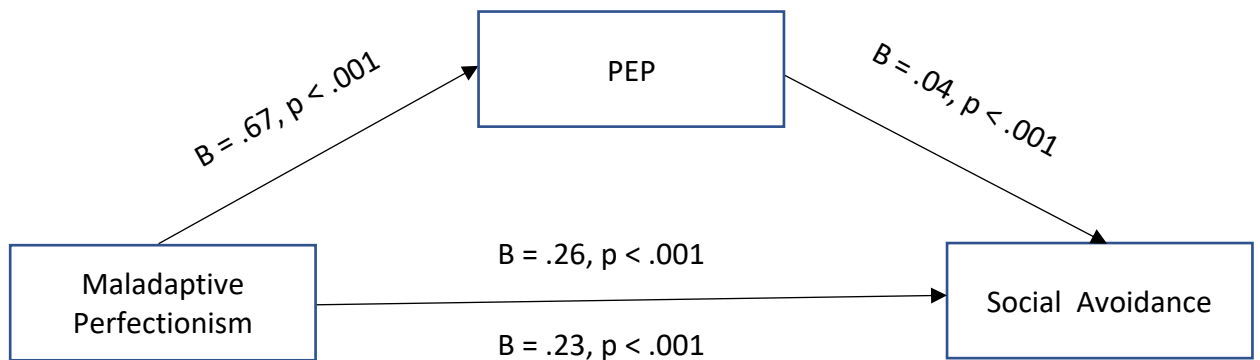 PEP
B = .67, p < .001
B = .04, p < .001
Maladaptive
Perfectionism
B = .26, p < .001
B = .23, p < .001
Social Avoidance